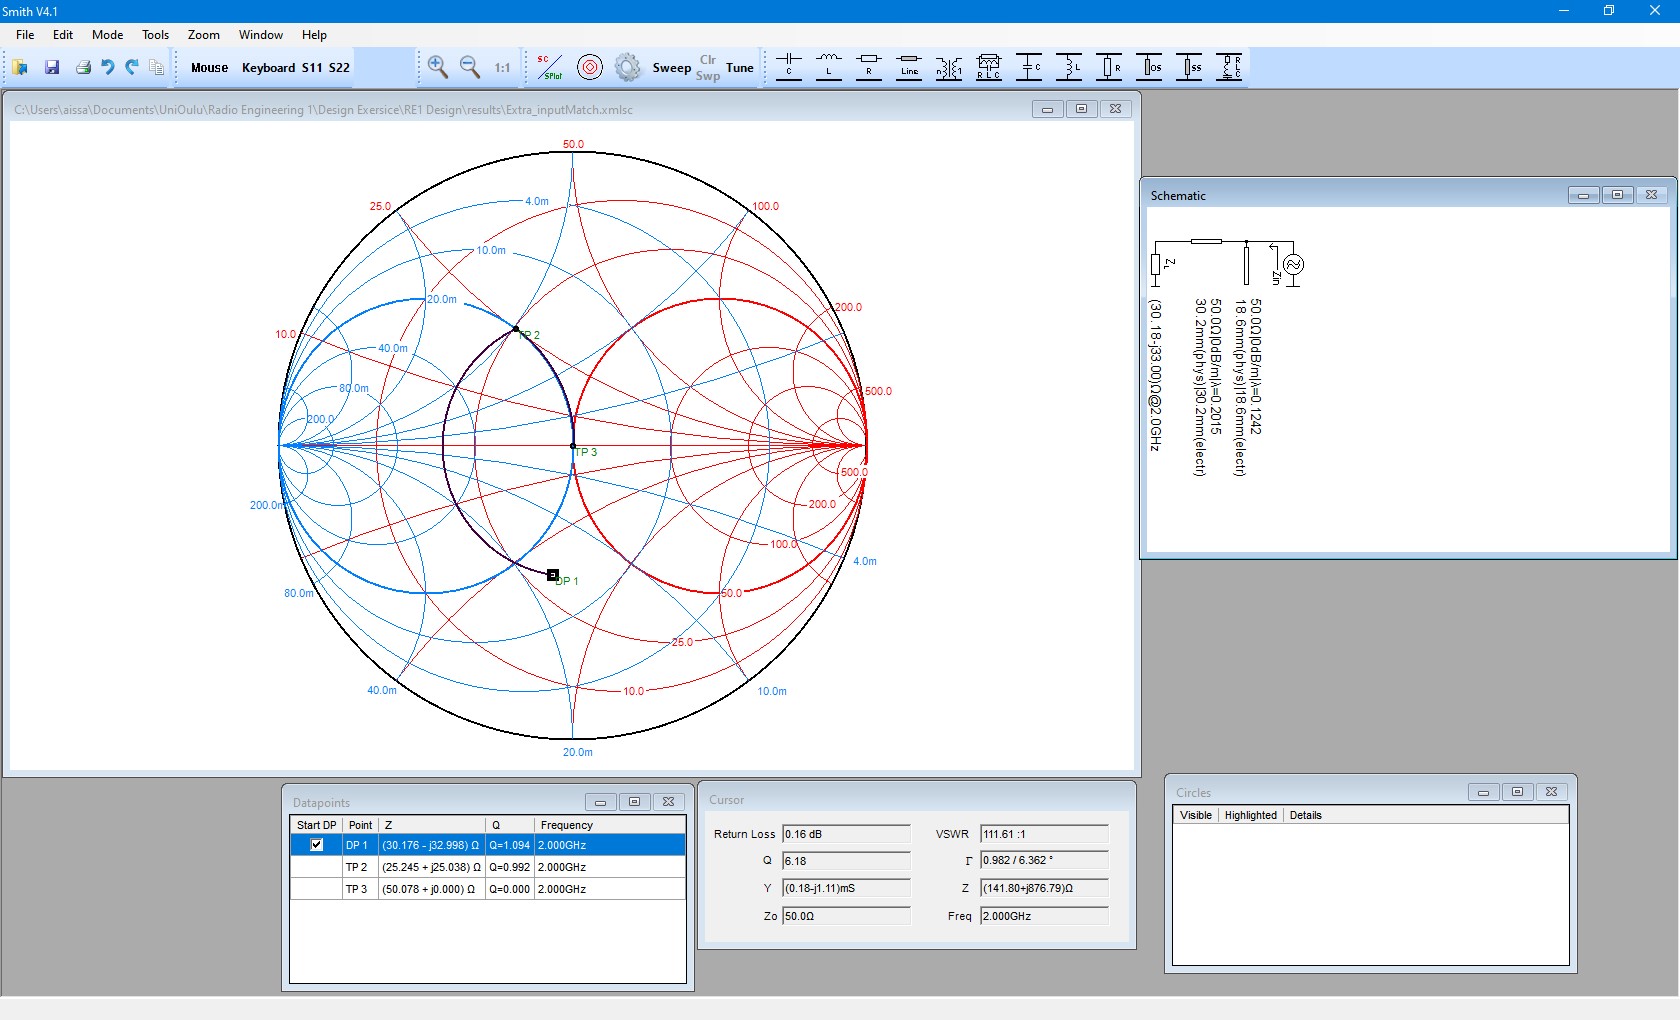 Smith V4.1
File Edit Mode Tools Zoom Window Help
Mouse Keyboard S11 S22 1:1 SC SPlot Sweep Clr Swp Tune C L R Line n 1 R L C C L R OS SS R L C
C:\Users\aissa\Documents\UniOulu\Radio Engineering 1\Design Exersice\RE1 Design\results\Extra_inputMatch.xmlsc
50.0
25.0 4.0m 100.0
10.0m
20.0m 200.0
10.0 TP 2
40.0m
80.0m 500.0
200.0
TP 3
500.0
200.0m 200.0
100.0
4.0m
DP 1
80.0m 50.0
25.0
40.0m 10.0 10.0m
20.0m
Schematic
ZL
Zin
(30.18-j33.00)Ω@2.0GHz
50.0Ω|0dB/m|λ=0.2015
30.2mm(phys)|30.2mm(electr)
50.0Ω|0dB/m|λ=0.1242
18.6mm(phys)|18.6mm(electr)
Datapoints
Start DP Point Z Q Frequency
DP 1 (30.176 - j32.998) Ω Q=1.094 2.000GHz
TP 2 (25.245 + j25.038) Ω Q=0.992 2.000GHz
TP 3 (50.078 + j0.000) Ω Q=0.000 2.000GHz
Cursor
Return Loss 0.16 dB VSWR 111.61 :1
Q 6.18 Γ 0.982 / 6.362 °
Y (0.18-j1.11)mS Z (141.80+j876.79)Ω
Zo 50.0Ω Freq 2.000GHz
Circles
Visible Highlighted Details